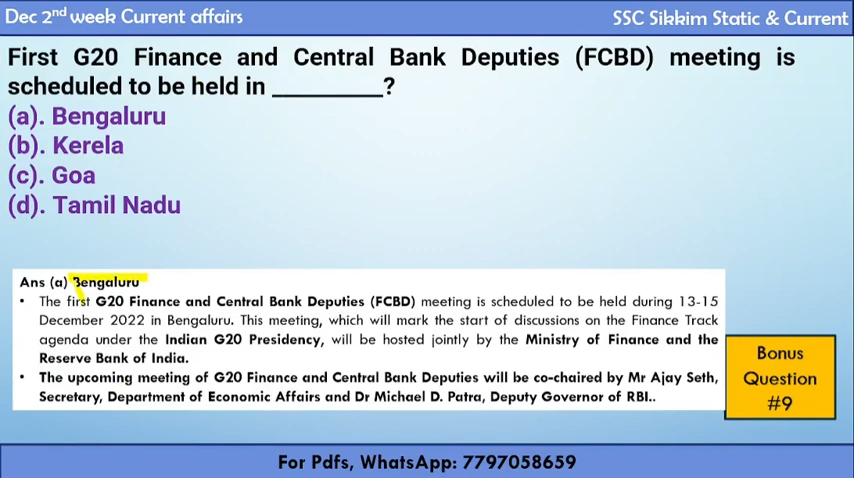 Dec 2nd week Current affairs
SSC Sikkim Static & Current
First G20 Finance and Central Bank Deputies (FCBD) meeting is
scheduled to be held in _________?
(a). Bengaluru
(b). Kerela
(c). Goa
(d). Tamil Nadu
Ans (a) Bengaluru
• The first G20 Finance and Central Bank Deputies (FCBD) meeting is scheduled to be held during 13-15
December 2022 in Bengaluru. This meeting, which will mark the start of discussions on the Finance Track
agenda under the Indian G20 Presidency, will be hosted jointly by the Ministry of Finance and the
Reserve Bank of India.
• The upcoming meeting of G20 Finance and Central Bank Deputies will be co-chaired by Mr Ajay Seth,
Secretary, Department of Economic Affairs and Dr Michael D. Patra, Deputy Governor of RBI..
Bonus
Question
#9
For Pdfs, WhatsApp: 7797058659